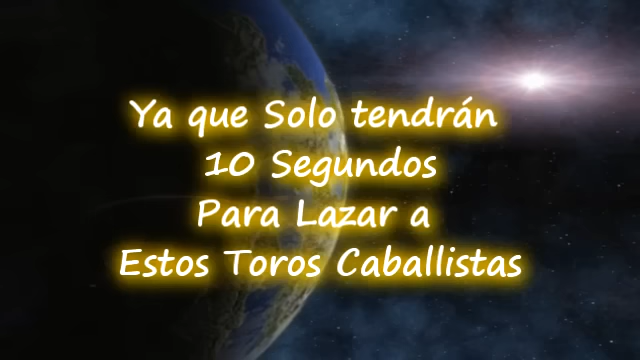 Ya que Solo tendrán
10 Segundos
Para Lazar a
Estos Toros Caballistas